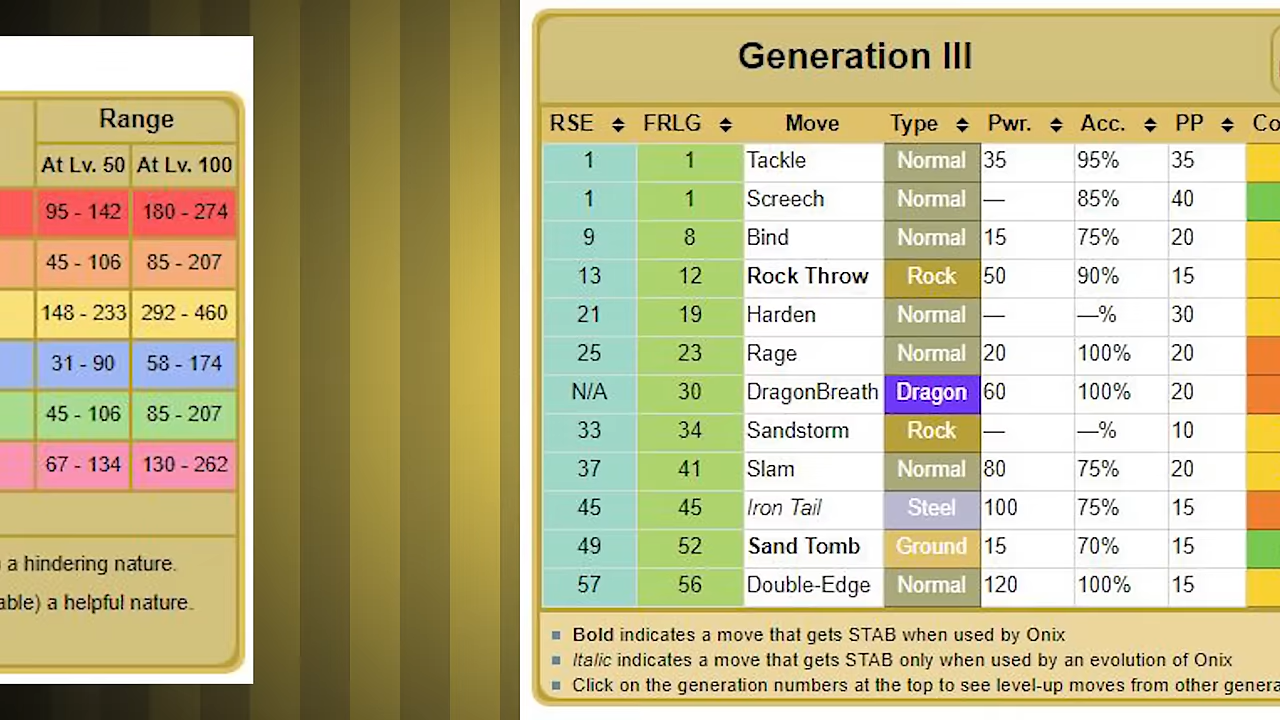 Range
At Lv. 50 At Lv. 100
95 - 142 180 - 274
45 - 106 85 - 207
148 - 233 292 - 460
31 - 90 58 - 174
45 - 106 85 - 207
67 - 134 130 - 262
a hindering nature.
able) a helpful nature.
Generation III
RSE FRLG Move Type Pwr. Acc. PP Co
1 1 Tackle Normal 35 95% 35
1 1 Screech Normal — 85% 40
9 8 Bind Normal 15 75% 20
13 12 Rock Throw Rock 50 90% 15
21 19 Harden Normal — —% 30
25 23 Rage Normal 20 100% 20
N/A 30 DragonBreath Dragon 60 100% 20
33 34 Sandstorm Rock — —% 10
37 41 Slam Normal 80 75% 20
45 45 Iron Tail Steel 100 75% 15
49 52 Sand Tomb Ground 15 70% 15
57 56 Double-Edge Normal 120 100% 15
Bold indicates a move that gets STAB when used by Onix
Italic indicates a move that gets STAB only when used by an evolution of Onix
Click on the generation numbers at the top to see level-up moves from other genera